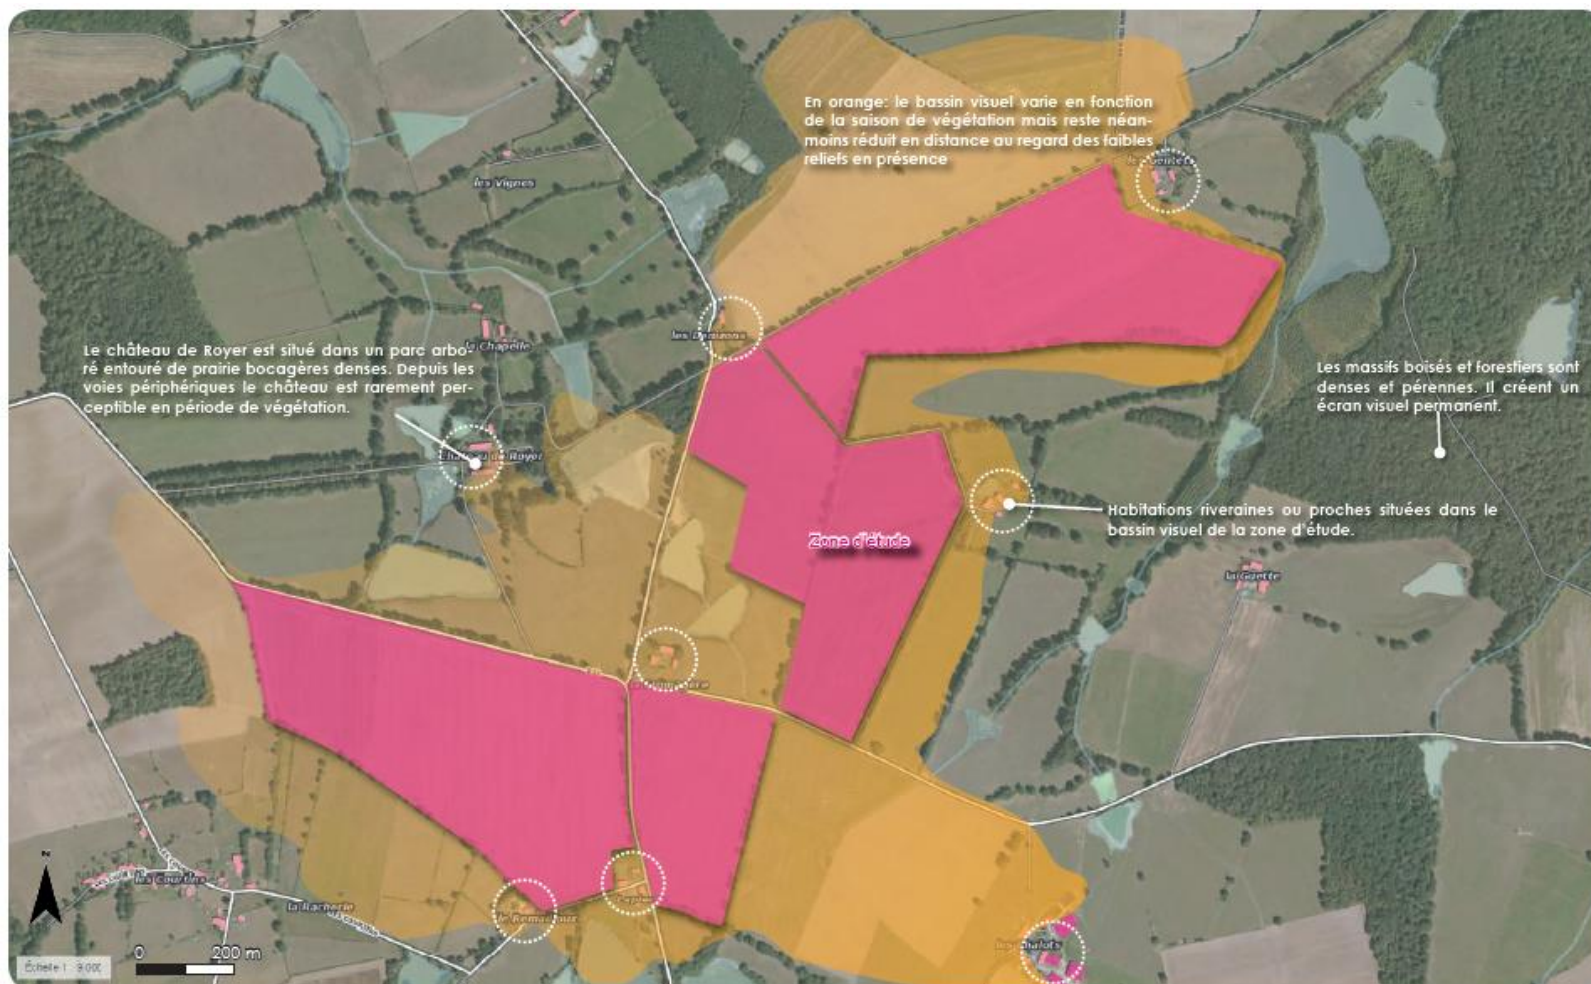 En orange: le bassin visuel varie en fonction
de la saison de végétation mais reste néan-
moins réduit en distance au regard des faibles
reliefs en présence
les Vignes
les Demizons
la Chapelle
Le château de Royer est situé dans un parc arbo-
ré entouré de prairie bocagères denses. Depuis les
voies périphériques le château est rarement per-
ceptible en période de végétation.
Château de Royer
Les massifs boisés et forestiers sont
denses et pérennes. Il créent un
écran visuel permanent.
Habitations riveraines ou proches situées dans le
bassin visuel de la zone d'étude.
Zone d'étude
la Guette
les Courtins
la Racherie
N
0 200 m